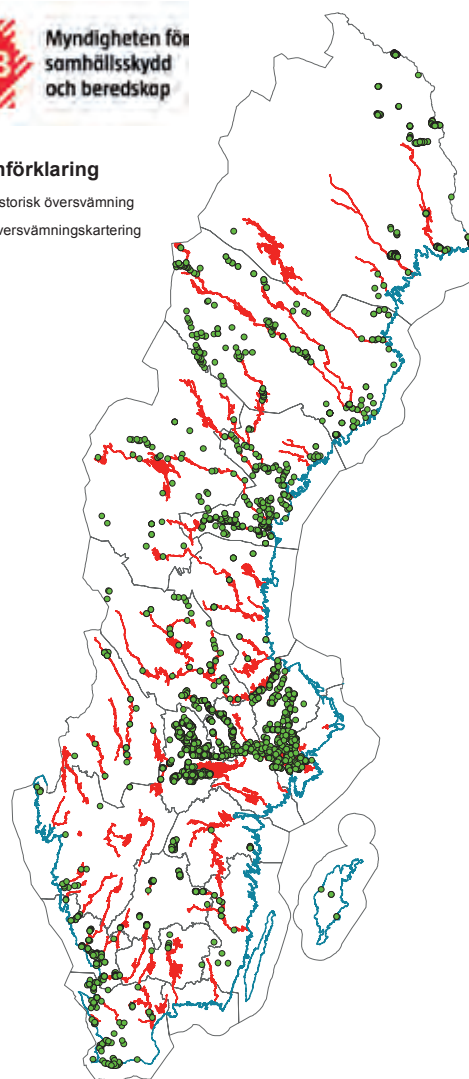 Myndigheten för
samhällsskydd
och beredskap
nförklaring
storisk översvämning
versvämningskartering